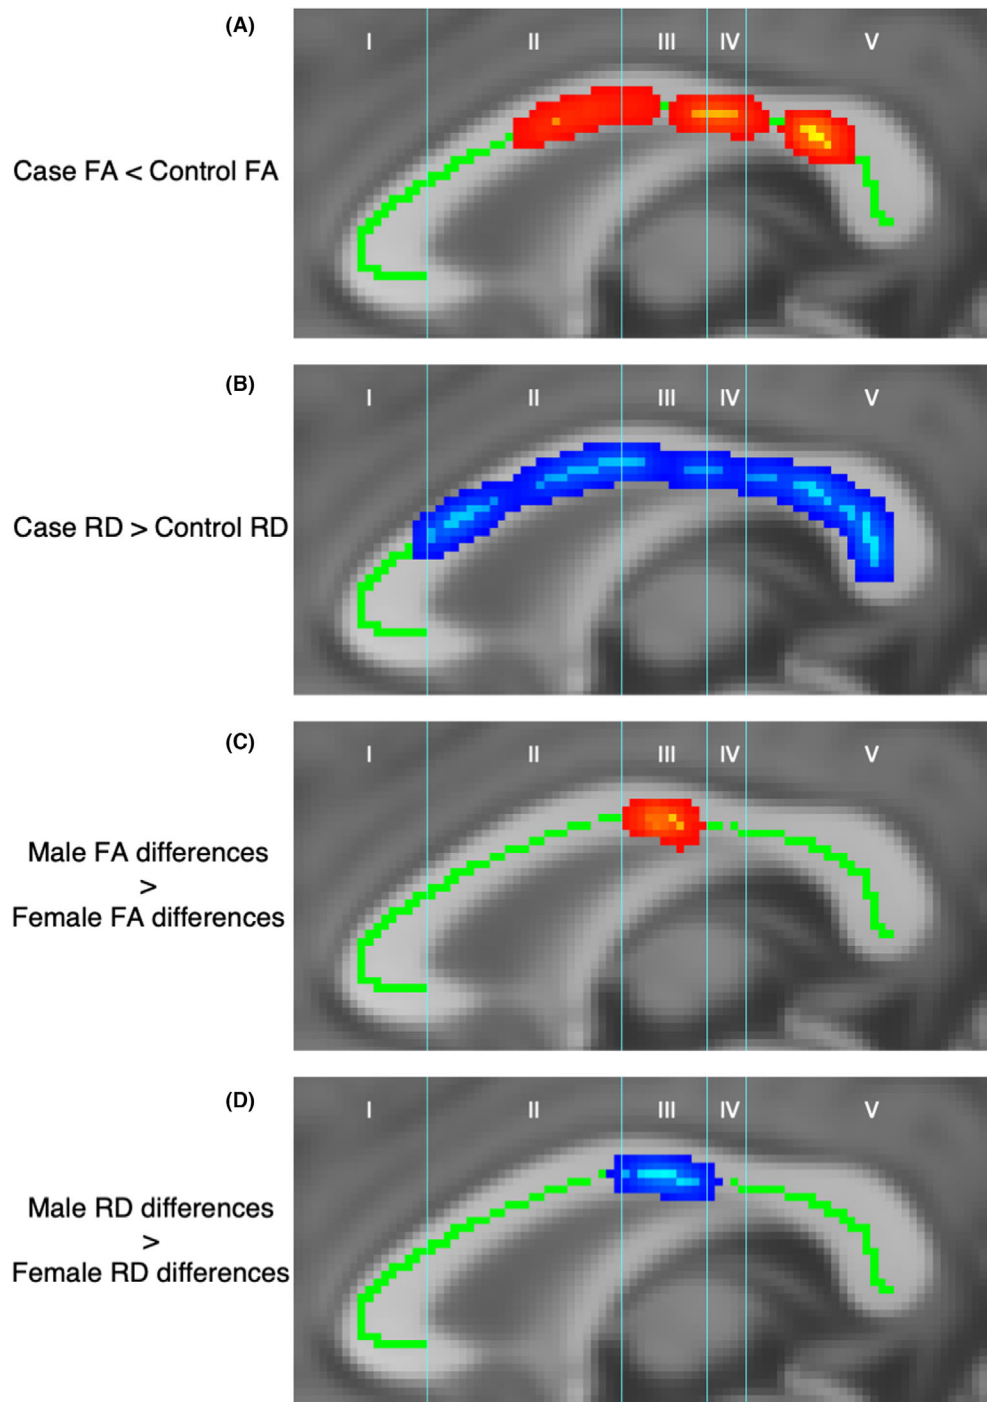 (A)
I II III IV V
Case FA < Control FA
(B)
I II III IV V
Case RD > Control RD
(C)
I II III IV V
Male FA differences
>
Female FA differences
(D)
I II III IV V
Male RD differences
>
Female RD differences